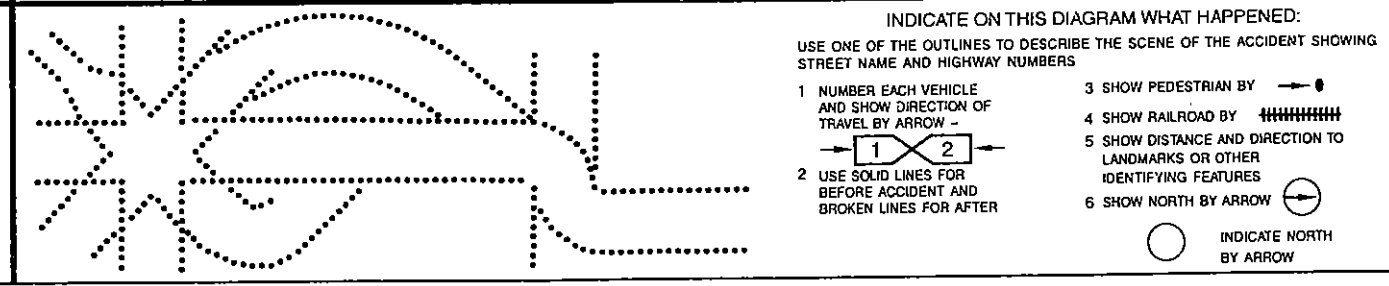 INDICATE ON THIS DIAGRAM WHAT HAPPENED:
USE ONE OF THE OUTLINES TO DESCRIBE THE SCENE OF THE ACCIDENT SHOWING
STREET NAME AND HIGHWAY NUMBERS
1 NUMBER EACH VEHICLE
AND SHOW DIRECTION OF
TRAVEL BY ARROW -
1 2
2 USE SOLID LINES FOR
BEFORE ACCIDENT AND
BROKEN LINES FOR AFTER
3 SHOW PEDESTRIAN BY
4 SHOW RAILROAD BY
5 SHOW DISTANCE AND DIRECTION TO
LANDMARKS OR OTHER
IDENTIFYING FEATURES
6 SHOW NORTH BY ARROW
INDICATE NORTH
BY ARROW